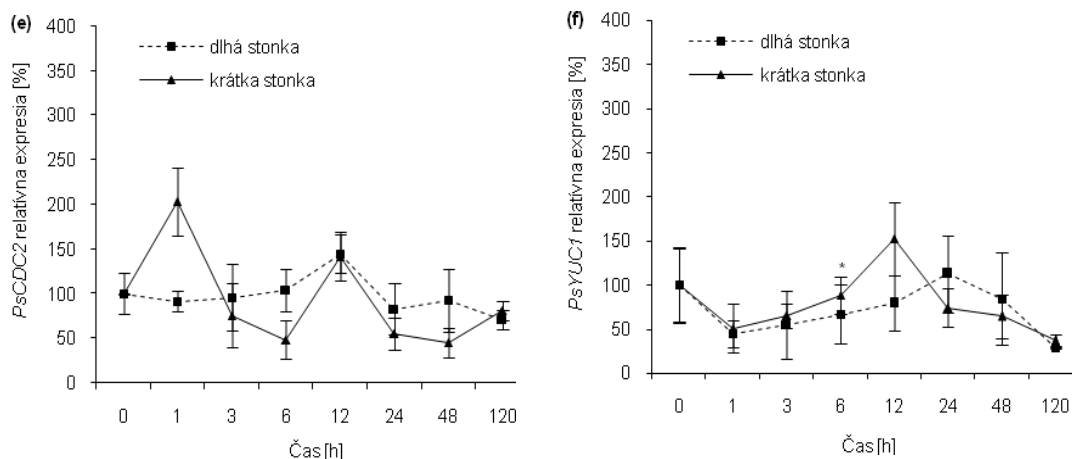 (e)
PsCDC2 relatívna expresia [%]
400
350
300
250
200
150
100
50
0
dlhá stonka
krátka stonka
0 1 3 6 12 24 48 120
Čas [h]
(f)
PsYUC1 relatívna expresia [%]
400
350
300
250
200
150
100
50
0
dlhá stonka
krátka stonka
*
0 1 3 6 12 24 48 120
Čas [h]